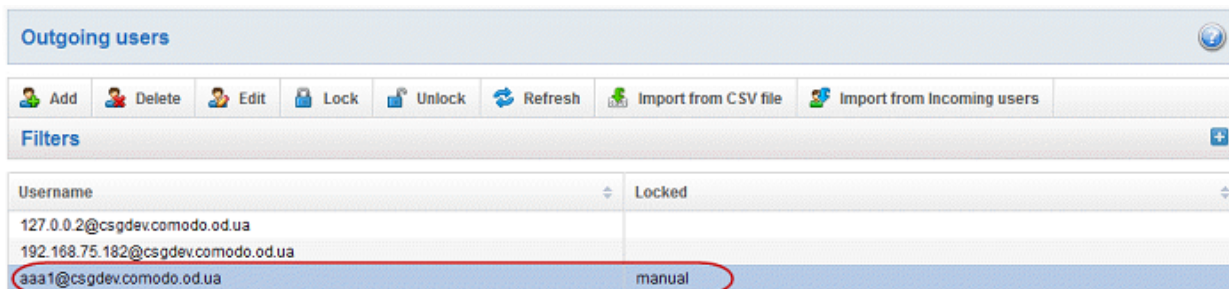 Outgoing users
Add Delete Edit Lock Unlock Refresh Import from CSV file Import from Incoming users
Filters
Username Locked
127.0.0.2@csgdev.comodo.od.ua
192.168.75.182@csgdev.comodo.od.ua
aaa1@csgdev.comodo.od.ua manual